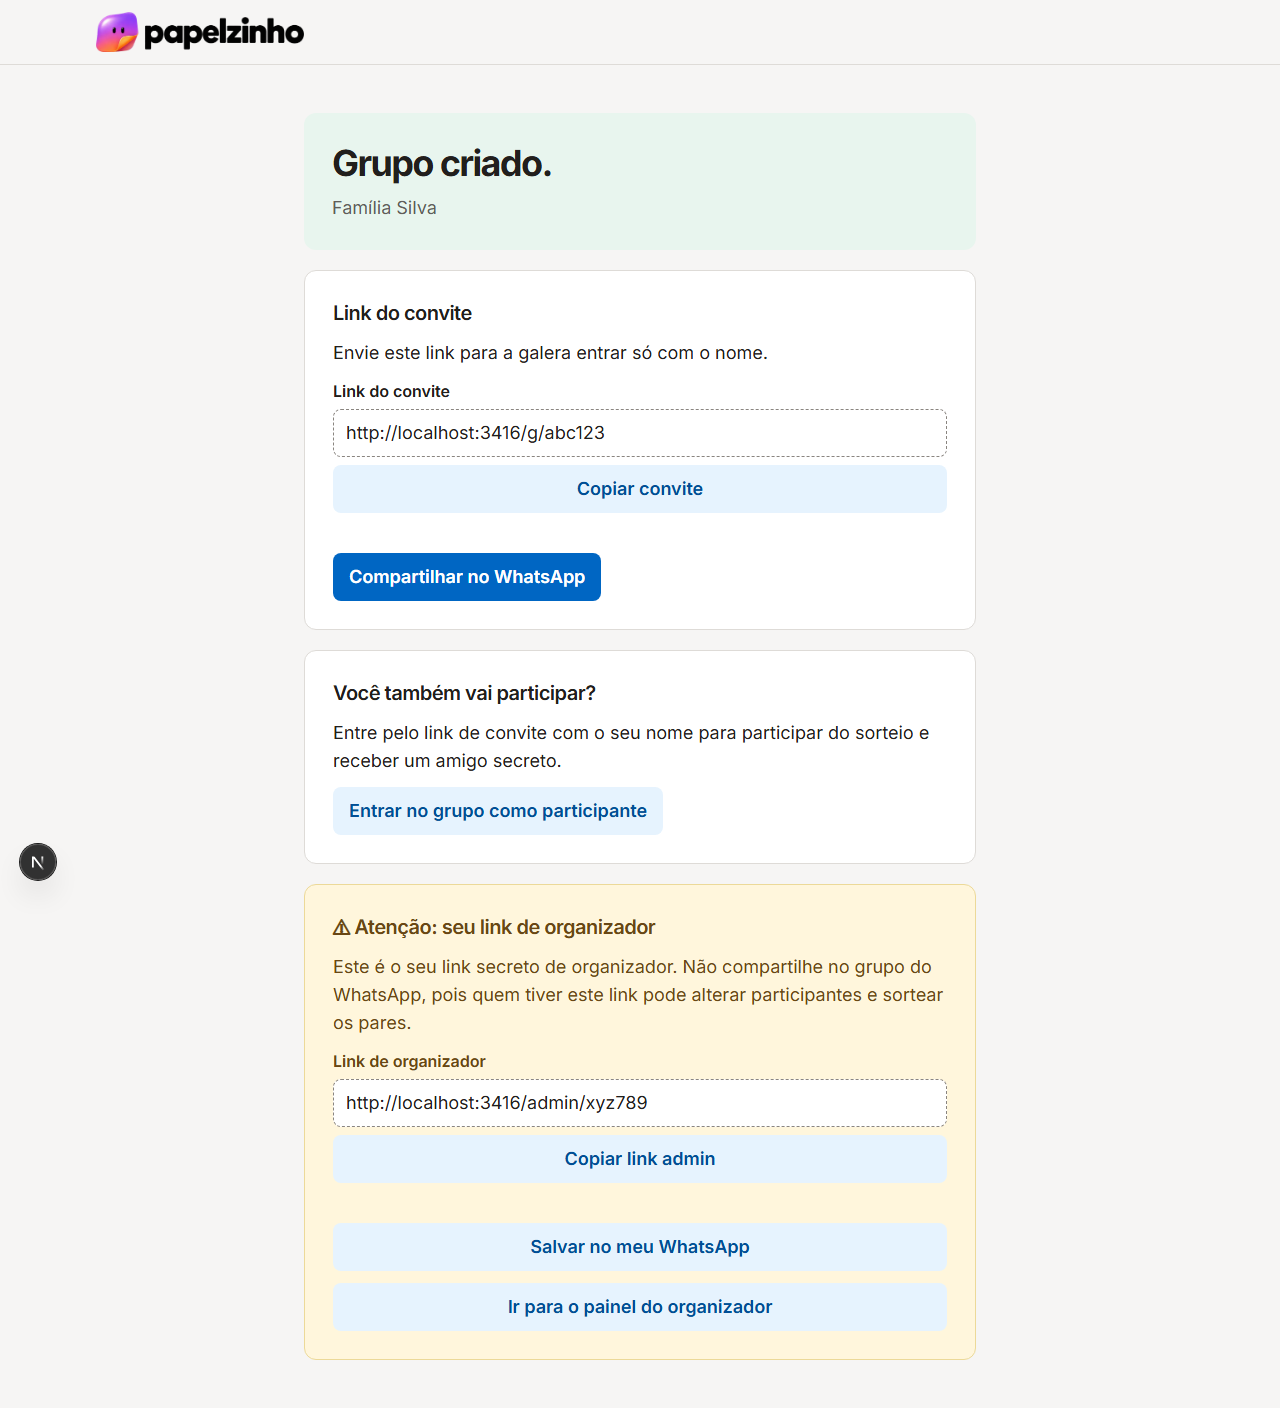 papelzinho
Grupo criado.
Família Silva
Link do convite
Envie este link para a galera entrar só com o nome.
Link do convite
http://localhost:3416/g/abc123
Copiar convite
Compartilhar no WhatsApp
Você também vai participar?
Entre pelo link de convite com o seu nome para participar do sorteio e
receber um amigo secreto.
Entrar no grupo como participante
N
⚠ Atenção: seu link de organizador
Este é o seu link secreto de organizador. Não compartilhe no grupo do
WhatsApp, pois quem tiver este link pode alterar participantes e sortear
os pares.
Link de organizador
http://localhost:3416/admin/xyz789
Copiar link admin
Salvar no meu WhatsApp
Ir para o painel do organizador